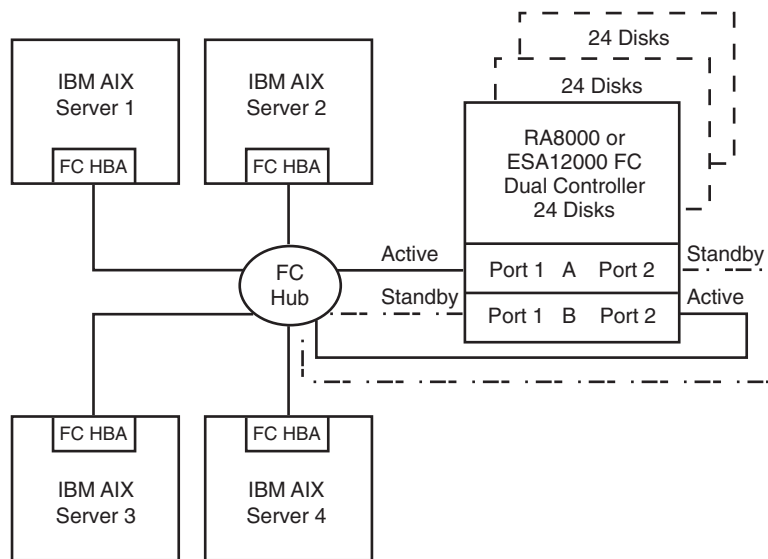 24 Disks
24 Disks
IBM AIX
Server 1
FC HBA
IBM AIX
Server 2
FC HBA
RA8000 or
ESA12000 FC
Dual Controller
24 Disks
FC
Hub
Active
Standby
Port 1 A Port 2
Standby
Port 1 B Port 2
Active
FC HBA
IBM AIX
Server 3
FC HBA
IBM AIX
Server 4